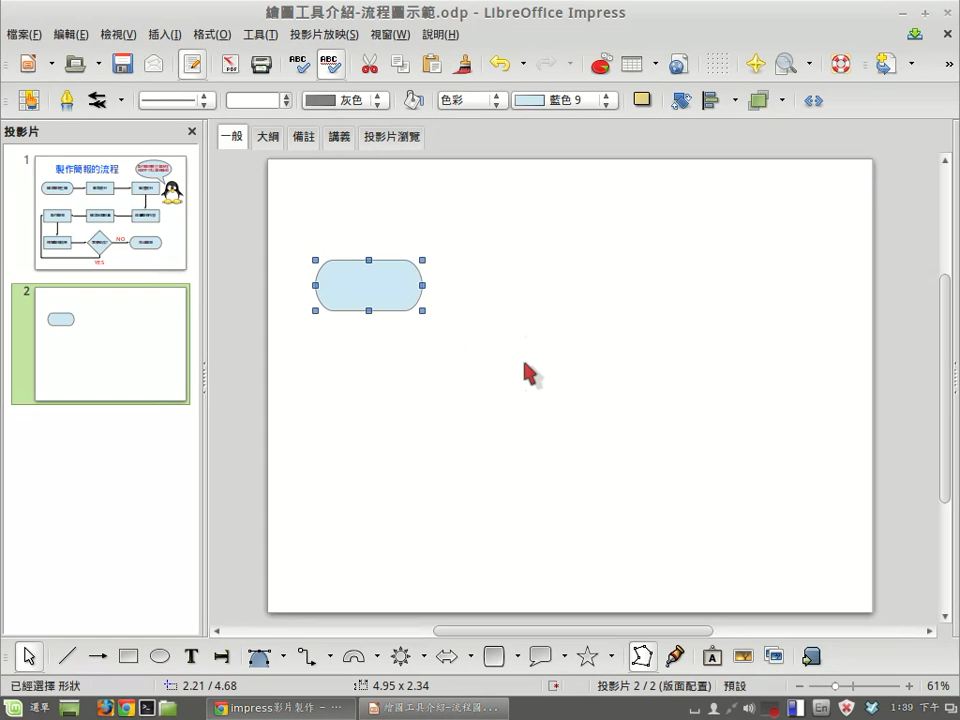 繪圖工具介紹-流程圖示範.odp - LibreOffice Impress
檔案(F) 編輯(E) 檢視(V) 插入(I) 格式(O) 工具(T) 投影片放映(S) 視窗(W) 說明(H)
ABC ABC
灰色 色彩 藍色 9
投影片
一般 大綱 備註 講義 投影片瀏覽
1
製作簡報的流程
NO
YES
2
已經選擇 形狀 2.21 / 4.68 4.95 x 2.34 投影片 2 / 2 (版面配置) 預設 61%
選單 impress影片製作 - ··· 繪圖工具介紹-流程圖... En 1:39 下午